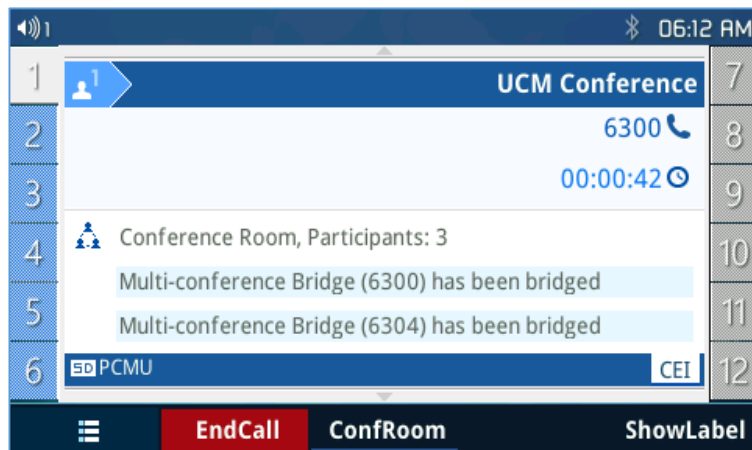 1 06:12 AM
1 1 UCM Conference 7
2 6300 8
3 00:00:42 9
4 Conference Room, Participants: 3 10
Multi-conference Bridge (6300) has been bridged
5 Multi-conference Bridge (6304) has been bridged 11
6 SD PCMU CEI 12
EndCall ConfRoom ShowLabel